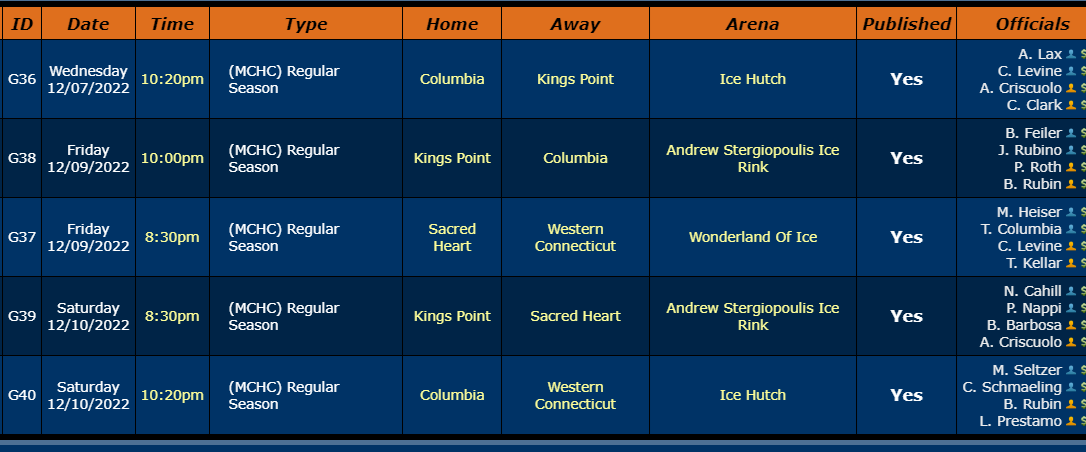 ID Date Time Type Home Away Arena Published Officials
G36 Wednesday 12/07/2022 10:20pm (MCHC) Regular Season Columbia Kings Point Ice Hutch Yes A. Lax $
C. Levine $
A. Criscuolo $
C. Clark $
G38 Friday 12/09/2022 10:00pm (MCHC) Regular Season Kings Point Columbia Andrew Stergiopoulis Ice Rink Yes B. Feiler $
J. Rubino $
P. Roth $
B. Rubin $
G37 Friday 12/09/2022 8:30pm (MCHC) Regular Season Sacred Heart Western Connecticut Wonderland Of Ice Yes M. Heiser $
T. Columbia $
C. Levine $
T. Kellar $
G39 Saturday 12/10/2022 8:30pm (MCHC) Regular Season Kings Point Sacred Heart Andrew Stergiopoulis Ice Rink Yes N. Cahill $
P. Nappi $
B. Barbosa $
A. Criscuolo $
G40 Saturday 12/10/2022 10:20pm (MCHC) Regular Season Columbia Western Connecticut Ice Hutch Yes M. Seltzer $
C. Schmaeling $
B. Rubin $
L. Prestamo $